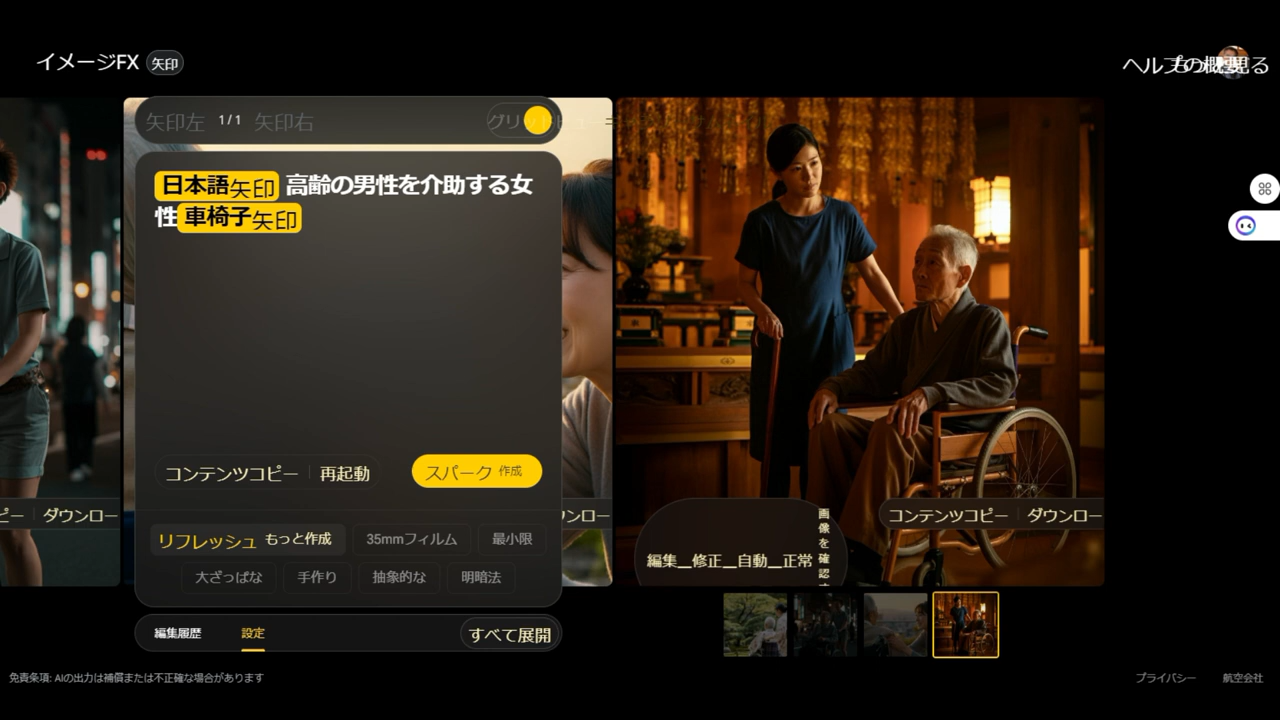 イメージFX 矢印
矢印左 1/1 矢印右
日本語矢印 高齢の男性を介助する女
性車椅子矢印
コンテンツコピー 再起動 スパーク 作成
リフレッシュ もっと作成 35mmフィルム 最小限
大ざっぱな 手作り 抽象的な 明暗法
編集履歴 設定 すべて展開
ピー ダウンロー
ンロー
編集__修正__自動__正常
画像を確認
コンテンツコピー ダウンロー
免責条項: AIの出力は補償または不正確な場合があります
プライバシー 航空会社